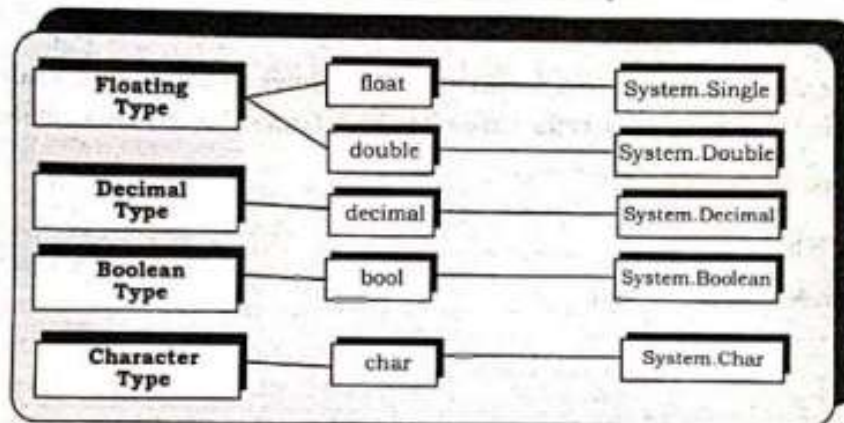 Floating
Type
float
System.Single
double
System.Double
Decimal
Type
decimal
System.Decimal
Boolean
Type
bool
System.Boolean
Character
Type
char
System.Char